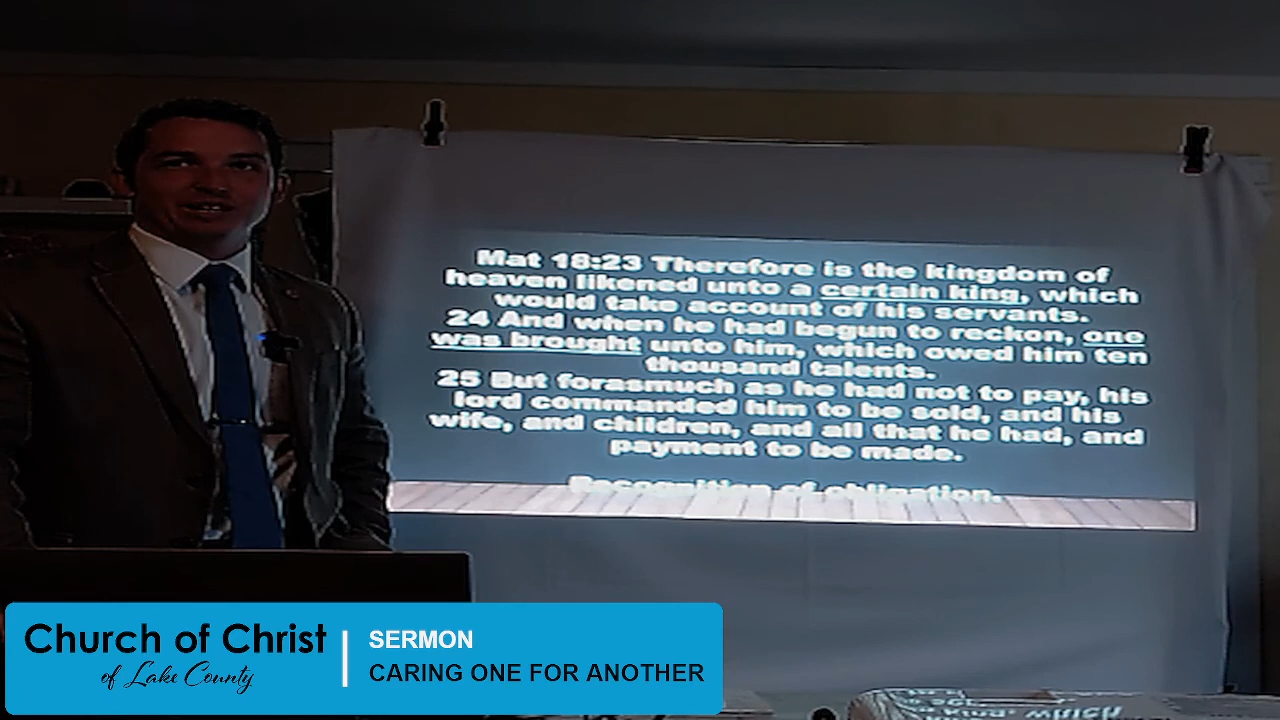 Mat 18:23 Therefore is the kingdom of
heaven likened unto a certain king, which
would take account of his servants.
24 And when he had begun to reckon, one
was brought unto him, which owed him ten
thousand talents.
25 But forasmuch as he had not to pay, his
lord commanded him to be sold, and his
wife, and children, and all that he had, and
payment to be made.
Recognition of obligation.
Church of Christ
of Lake County
SERMON
CARING ONE FOR ANOTHER
which